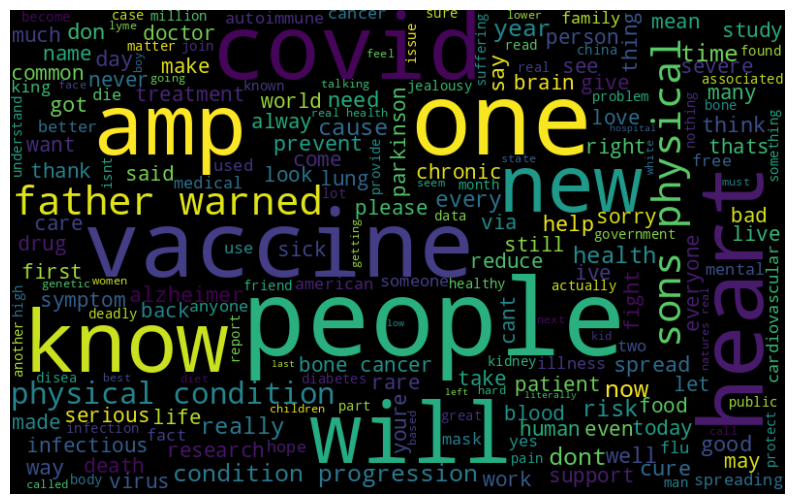 case million autoimmune cancer sure family lower china found
become lyme
much don doctor year person mean study
matter join issue suffering read thing
name day make say see time severe
common never feel real brain give physical associated
king face going known talking jealousy problem bone many
boy real health
got die treatment world need
understand better amp alway cause covid one love right thats think nothing something
want used prevent parkinson hospital
isnt come provide chronic state white free
thank said medical look lung new
father warned lot seem month must
please every help sorry bad
care data via government live
drug vaccine still health
use sick reduce ive everyone mental
first getting actually
genetic women friend american someone healthy cant fight
symptom alzheimer heart cardiovascular
high deadly back anyone people sons natures real
another know report low next kid two
last kidney illness spread
disea best diet bone cancer rare take patient now let
physical condition diabetes left hard literally
children part public
made serious life youre great blood risk food
infection based mask human even today good call
infectious fact really hope will yes
way research pain dont well flu may protect
death support cure
virus condition progression work man spreading
called body